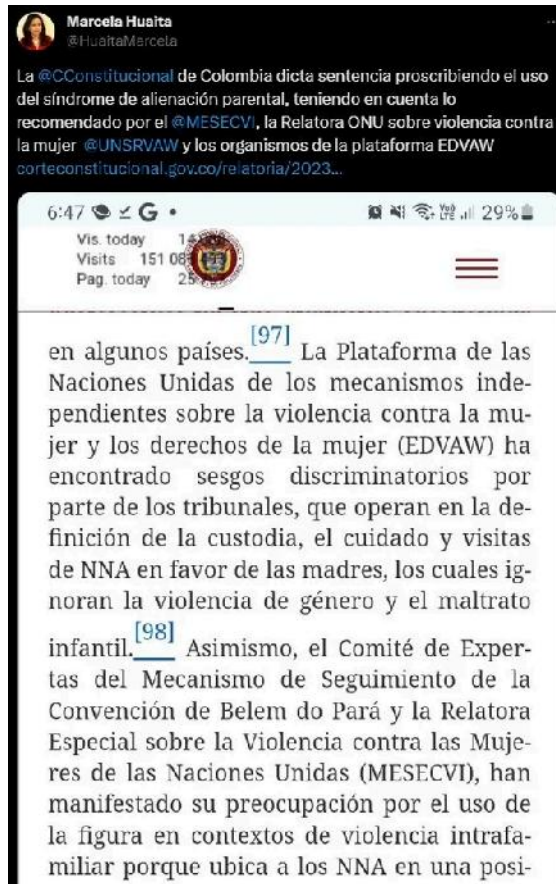 Marcela Huaita
@HuaitaMarcela
La @CConstitucional de Colombia dicta sentencia proscribiendo el uso
del síndrome de alienación parental, teniendo en cuenta lo
recomendado por el @MESECVI, la Relatora ONU sobre violencia contra
la mujer @UNSRVAW y los organismos de la plataforma EDVAW
corteconstitucional.gov.co/relatoria/2023...
6:47 G • 29%
Vis. today
Visits 151 08
Pag. today
en algunos países.[97] La Plataforma de las
Naciones Unidas de los mecanismos inde-
pendientes sobre la violencia contra la mu-
jer y los derechos de la mujer (EDVAW) ha
encontrado sesgos discriminatorios por
parte de los tribunales, que operan en la de-
finición de la custodia, el cuidado y visitas
de NNA en favor de las madres, los cuales ig-
noran la violencia de género y el maltrato
infantil.[98] Asimismo, el Comité de Exper-
tas del Mecanismo de Seguimiento de la
Convención de Belem do Pará y la Relatora
Especial sobre la Violencia contra las Muje-
res de las Naciones Unidas (MESECVI), han
manifestado su preocupación por el uso de
la figura en contextos de violencia intrafa-
miliar porque ubica a los NNA en una posi-